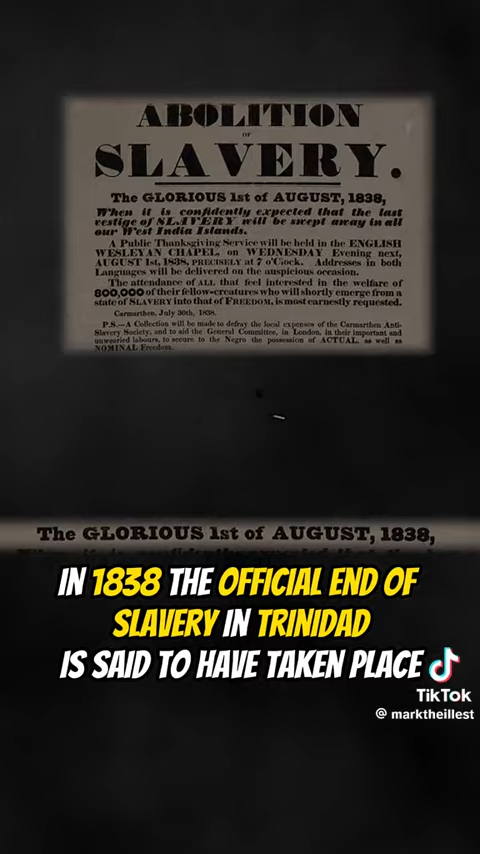 ABOLITION
OF
SLAVERY.
The GLORIOUS 1st of AUGUST, 1838,
When it is confidently expected that the last
vestige of SLAVERY will be swept away in all
our West India Islands.
A Public Thanksgiving Service will be held in the ENGLISH
WESLEYAN CHAPEL, on WEDNESDAY Evening next,
AUGUST 1st, 1838, PRECISELY at 7 o'Clock. Addresses in both
Languages will be delivered on the auspicious occasion.
The attendance of ALL that feel interested in the welfare of
800,000 of their fellow-creatures who will shortly emerge from a
state of SLAVERY into that of FREEDOM, is most earnestly requested.
Carmarthen, July 30th, 1838.
P.S.—A Collection will be made to defray the local expenses of the Carmarthen Anti-
Slavery Society, and to aid the General Committee, in London, in their important and
unwearied labours, to secure to the Negro the possession of ACTUAL, as well as
NOMINAL Freedom.
The GLORIOUS 1st of AUGUST, 1838,
IN 1838 THE OFFICIAL END OF
SLAVERY IN TRINIDAD
IS SAID TO HAVE TAKEN PLACE
TikTok
@ marktheillest